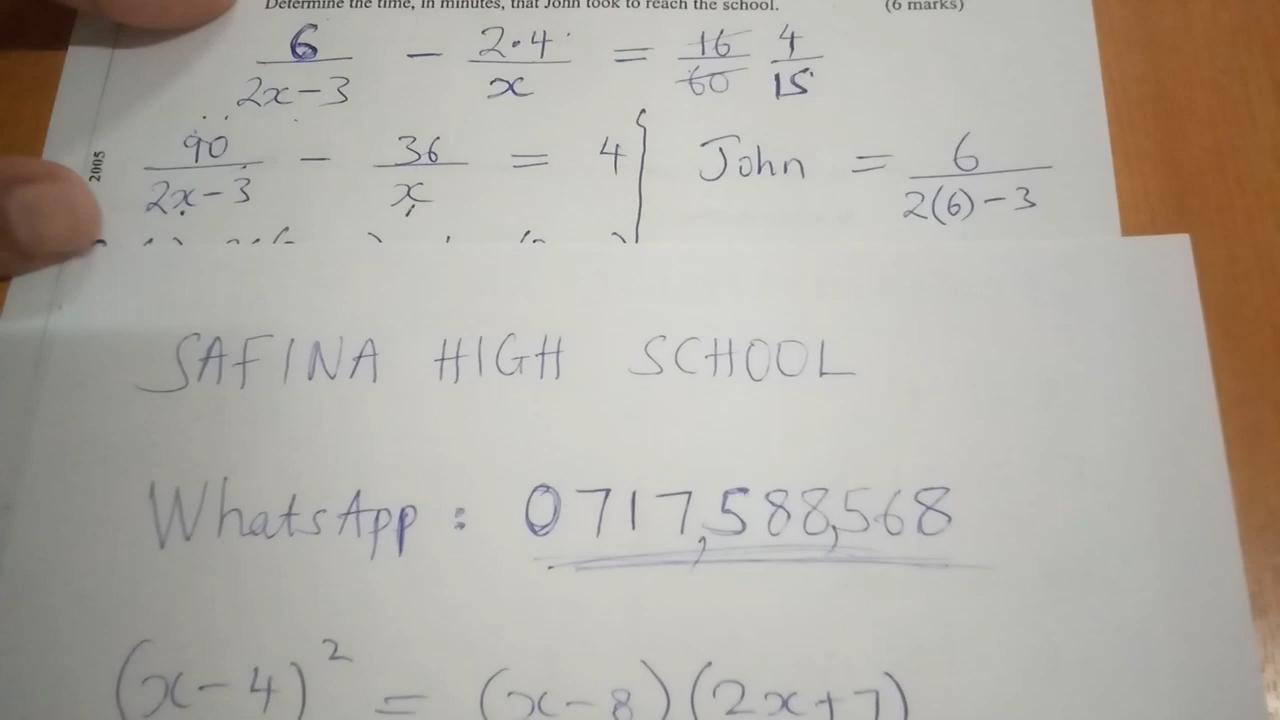 Determine the time, in minutes, that John took to reach the school. (6 marks)
6/(2x-3) - 2.4/x = 16/60 4/15
2005
90/(2x-3) - 36/x = 4 } John = 6/(2(6)-3)
SAFINA HIGH SCHOOL
WhatsApp : 0717,588,568
(x-4)² = (x-8)(2x+7)